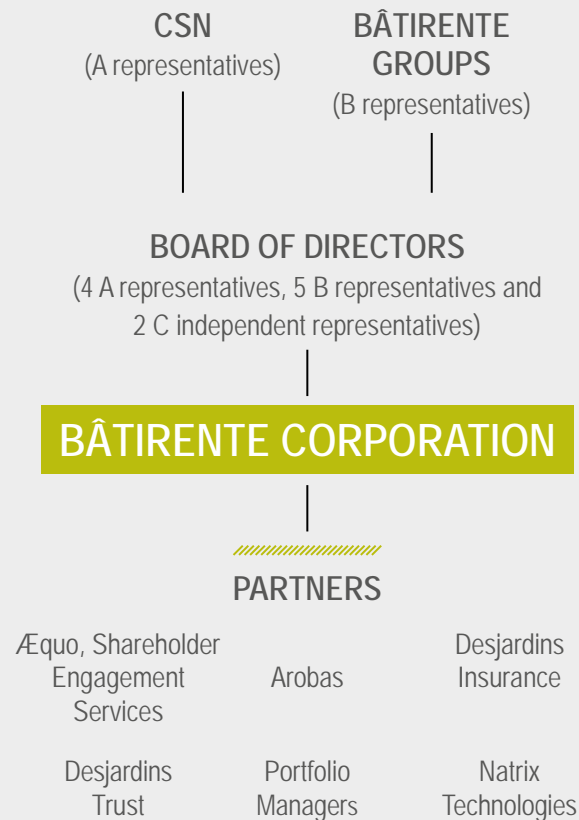 CSN
(A representatives)
BÂTIRENTE
GROUPS
(B representatives)
BOARD OF DIRECTORS
(4 A representatives, 5 B representatives and
2 C independent representatives)
BÂTIRENTE CORPORATION
PARTNERS
Æquo, Shareholder
Engagement
Services
Arobas
Desjardins
Insurance
Desjardins
Trust
Portfolio
Managers
Natrix
Technologies